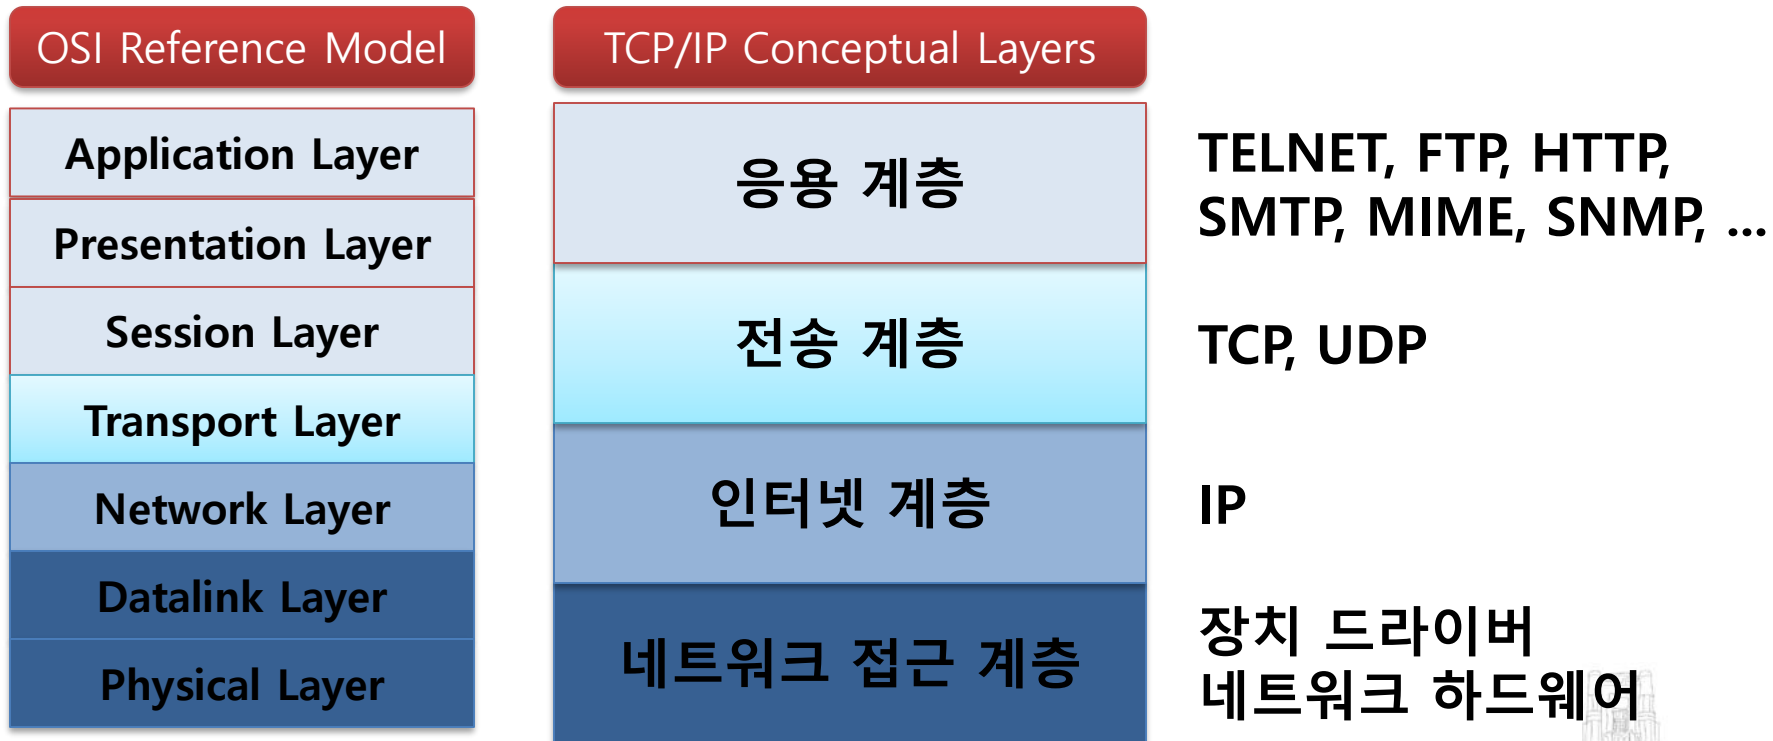 OSI Reference Model
Application Layer
Presentation Layer
Session Layer
Transport Layer
Network Layer
Datalink Layer
Physical Layer
TCP/IP Conceptual Layers
응용 계층
전송 계층
인터넷 계층
네트워크 접근 계층
TELNET, FTP, HTTP,
SMTP, MIME, SNMP, ...
TCP, UDP
IP
장치 드라이버
네트워크 하드웨어